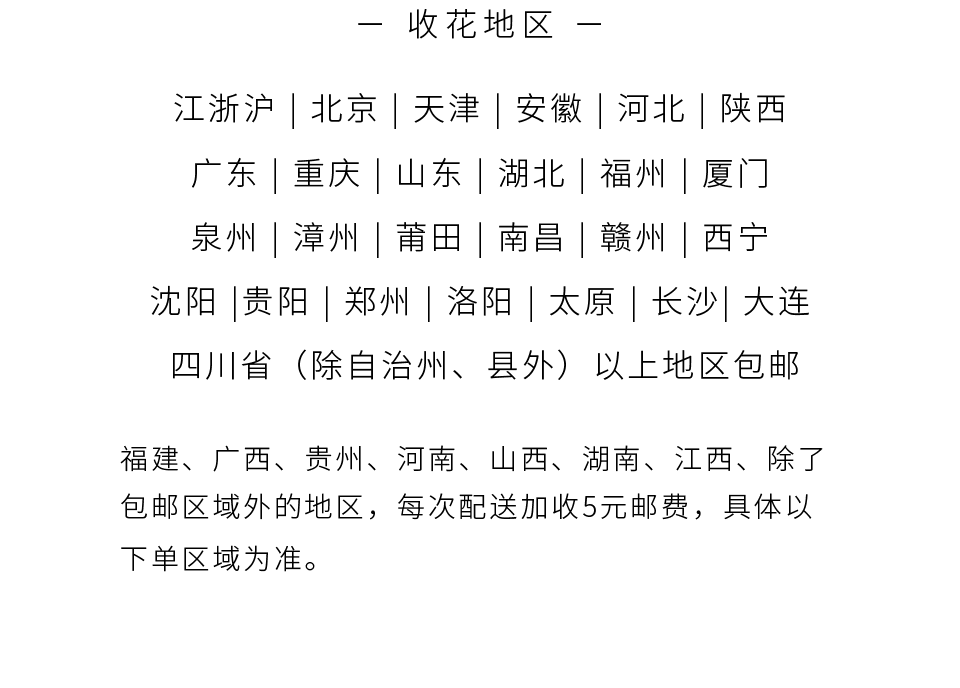 — 收花地区 —
江浙沪 | 北京 | 天津 | 安徽 | 河北 | 陕西
广东 | 重庆 | 山东 | 湖北 | 福州 | 厦门
泉州 | 漳州 | 莆田 | 南昌 | 赣州 | 西宁
沈阳 |贵阳 | 郑州 | 洛阳 | 太原 | 长沙| 大连
四川省（除自治州、县外）以上地区包邮
福建、广西、贵州、河南、山西、湖南、江西、除了
包邮区域外的地区，每次配送加收5元邮费，具体以
下单区域为准。